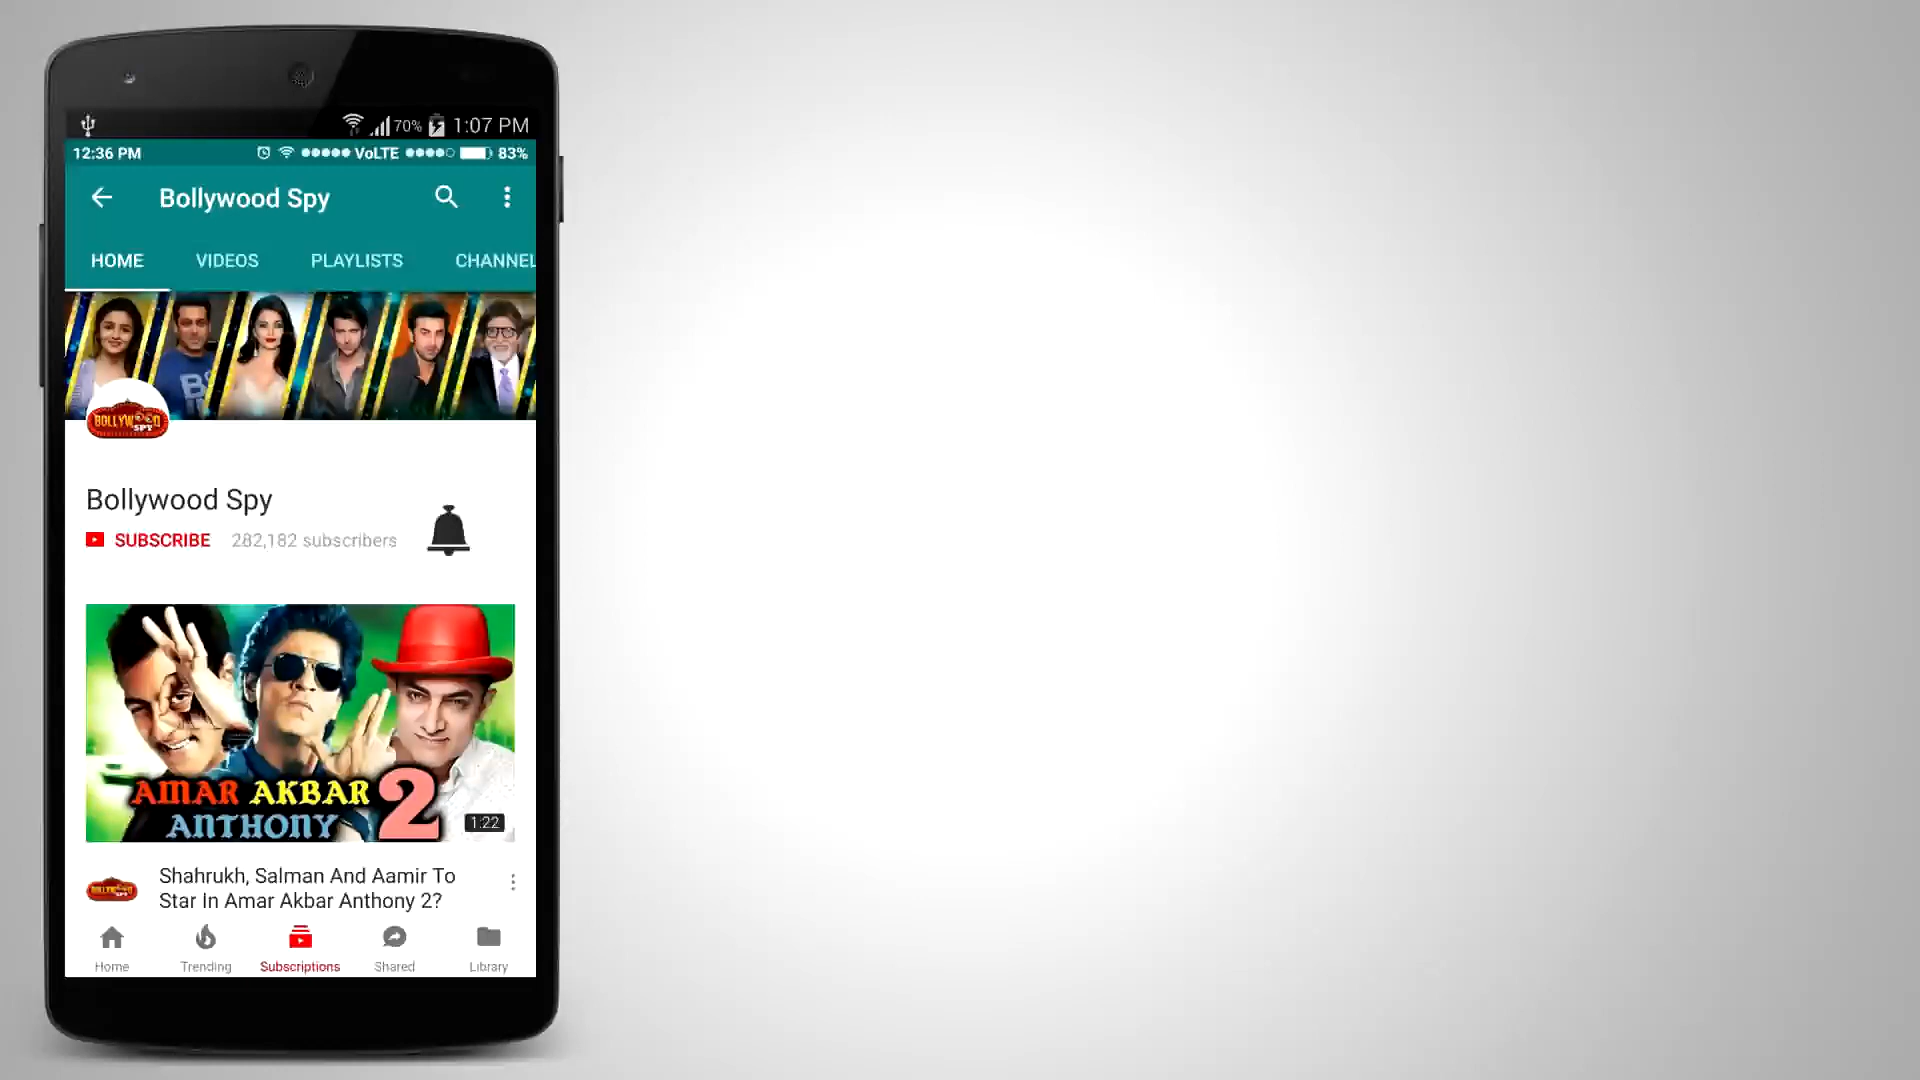 70% 1:07 PM
12:36 PM VoLTE 83%
Bollywood Spy
HOME VIDEOS PLAYLISTS CHANNEL
BOLLYWOOD
SPY
Bollywood Spy
SUBSCRIBE 282,182 subscribers
AMAR AKBAR 2
ANTHONY
1:22
Shahrukh, Salman And Aamir To
Star In Amar Akbar Anthony 2?
Home Trending Subscriptions Shared Library